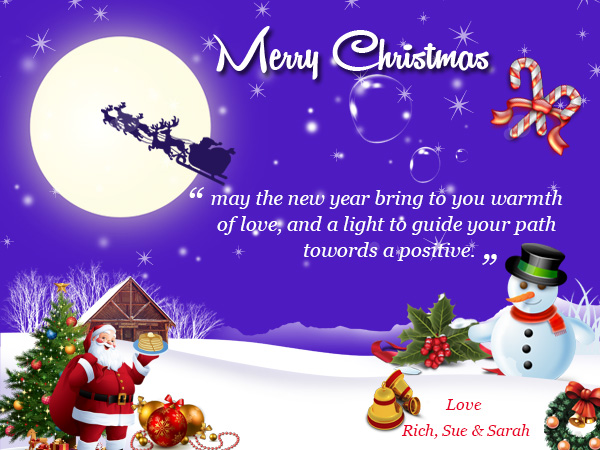 Merry Christmas
“ may the new year bring to you warmth
of love, and a light to guide your path
towards a positive. ”
Love
Rich, Sue & Sarah